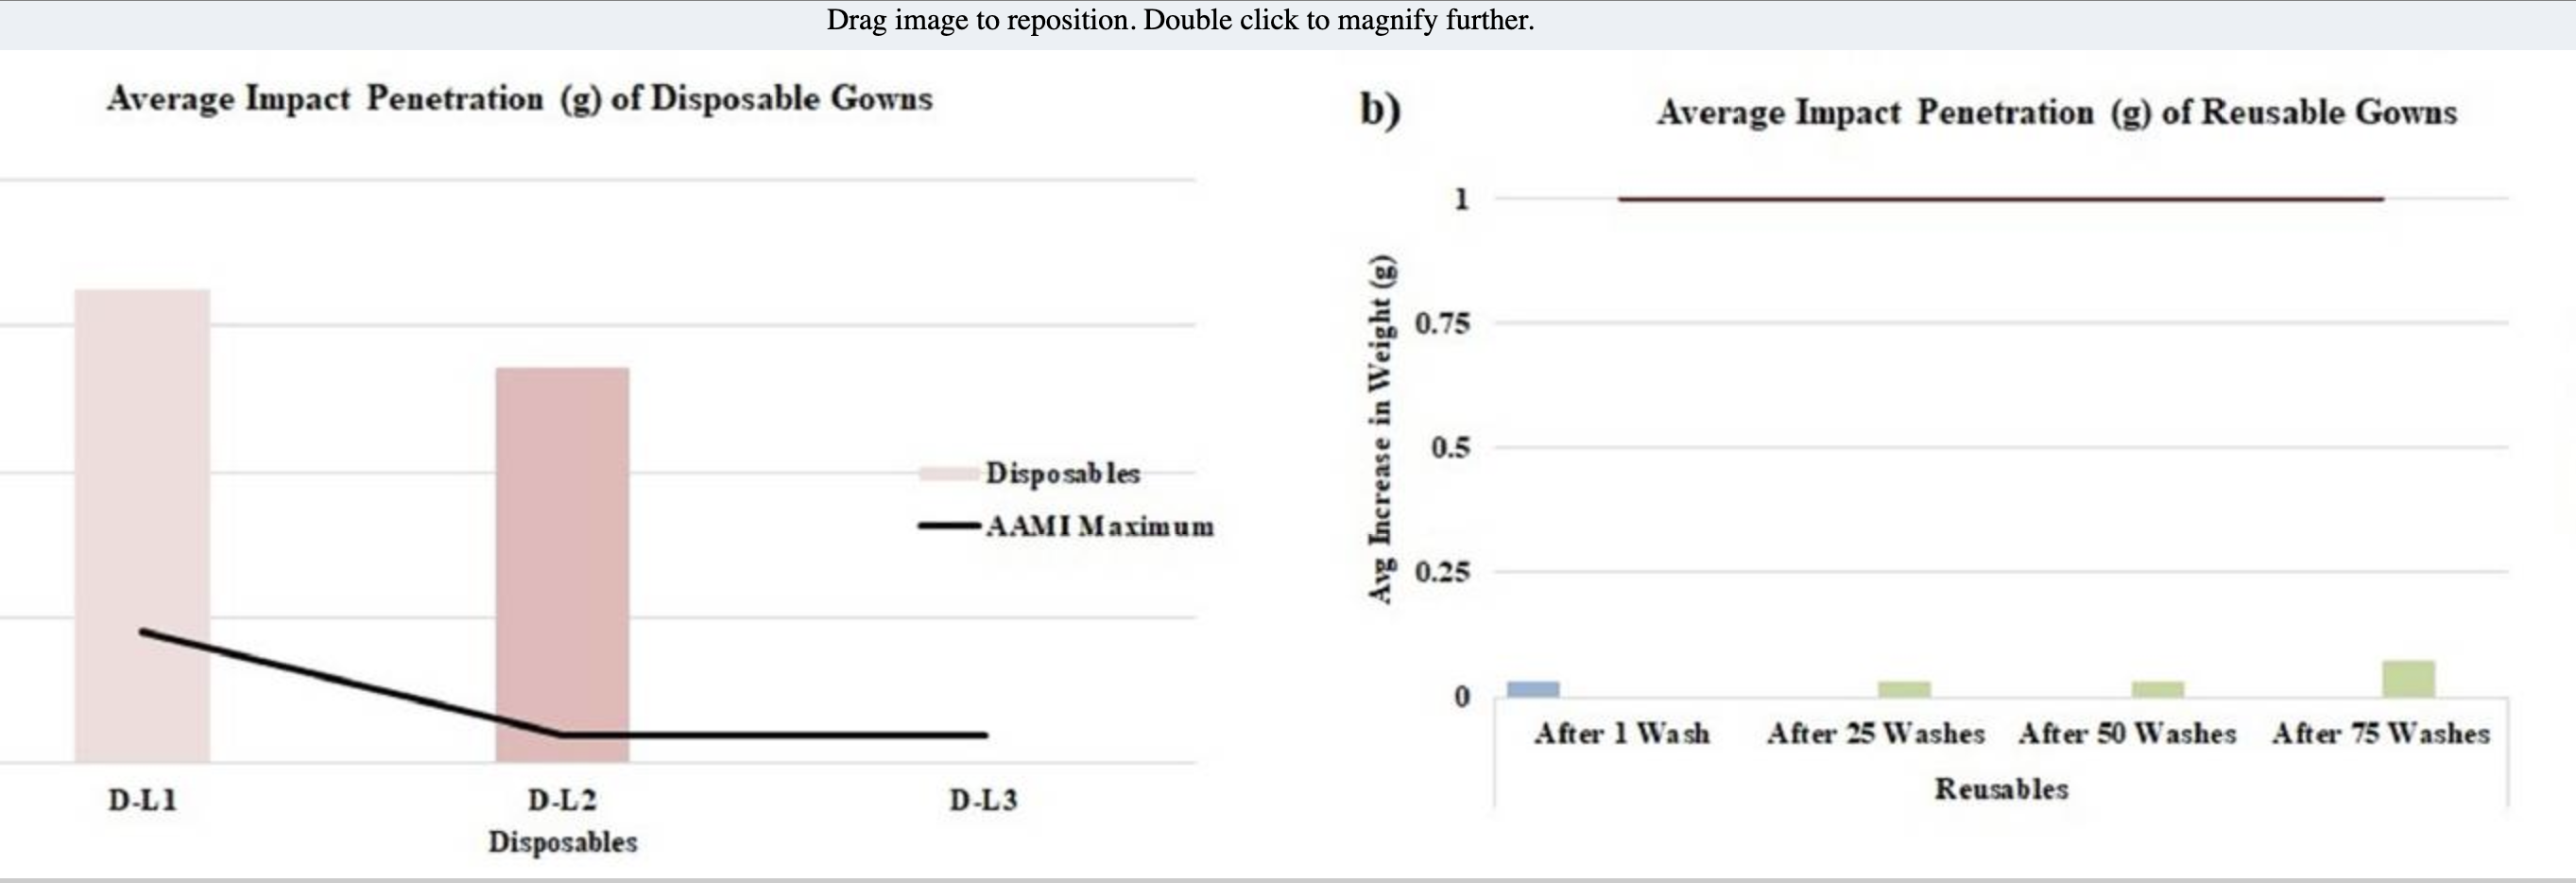 Drag image to reposition. Double click to magnify further.
Average Impact Penetration (g) of Disposable Gowns
Disposables
AAMI Maximum
D-L1
D-L2
D-L3
Disposables
b)
Average Impact Penetration (g) of Reusable Gowns
Avg Increase in Weight (g)
1
0.75
0.5
0.25
0
After 1 Wash
After 25 Washes
After 50 Washes
After 75 Washes
Reusables